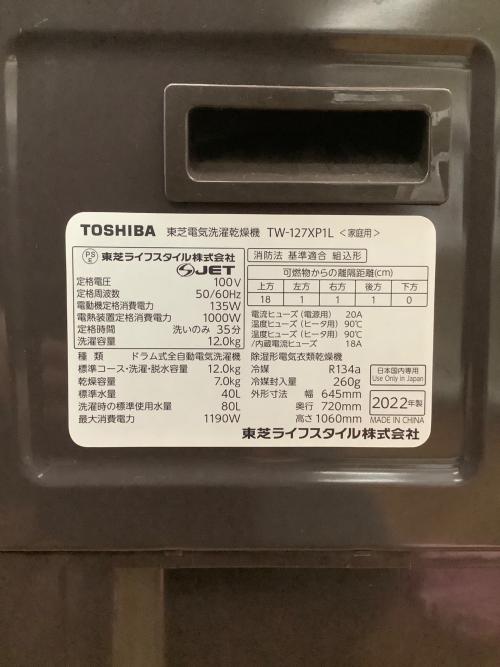 TOSHIBA 東芝電気洗濯乾燥機 TW-127XP1L <家庭用>
PS
E
東芝ライフスタイル株式会社
JET
定格電圧 100V
定格周波数 50/60Hz
電動機定格消費電力 135W
電熱装置定格消費電力 1000W
定格時間 洗いのみ 35分
洗濯容量 12.0kg
消防法 基準適合 組込形
可燃物からの離隔距離(cm)
上方 左方 右方 後方 下方
18 1 1 1 0
電流ヒューズ(電源用) 20A
温度ヒューズ(ヒータ用) 90℃
温度ヒューズ(ヒータ用) 90℃
/内蔵電流ヒューズ 18A
種類 ドラム式全自動電気洗濯機
標準コース・洗濯・脱水容量 12.0kg
乾燥容量 7.0kg
標準水量 40L
洗濯時の標準使用水量 80L
最大消費電力 1190W
除湿形電気衣類乾燥機
冷媒 R134a
冷媒封入量 260g
外形寸法 幅 645mm
奥行 720mm
高さ 1060mm
日本国内専用
Use Only in Japan
2022年製
MADE IN CHINA
東芝ライフスタイル株式会社